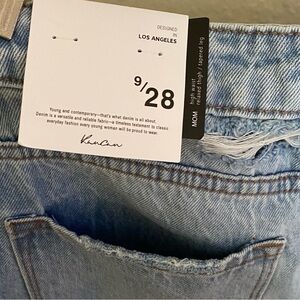 DESIGNED
IN
LOS ANGELES
9/28
Young and contemporary—that's what denim is all about.
Denim is a versatile and reliable fabric—a timeless testament to classic
everyday fashion every young woman will be proud to wear.
KanCan
MOM
high waist
relaxed thigh / tapered leg